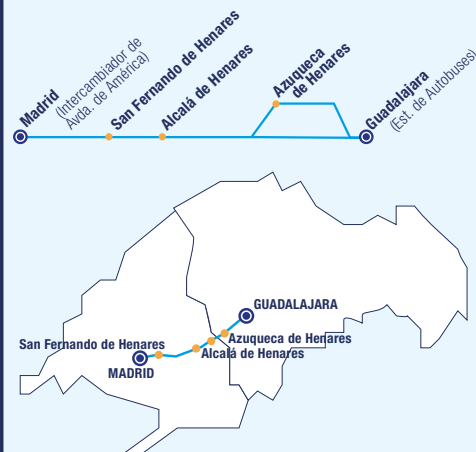 Madrid
(Intercambiador de
Avda. de América)
San Fernando de Henares
Alcalá de Henares
Azuqueca
de Henares
Guadalajara
(Est. de Autobuses)
GUADALAJARA
San Fernando de Henares
Azuqueca de Henares
Alcalá de Henares
MADRID